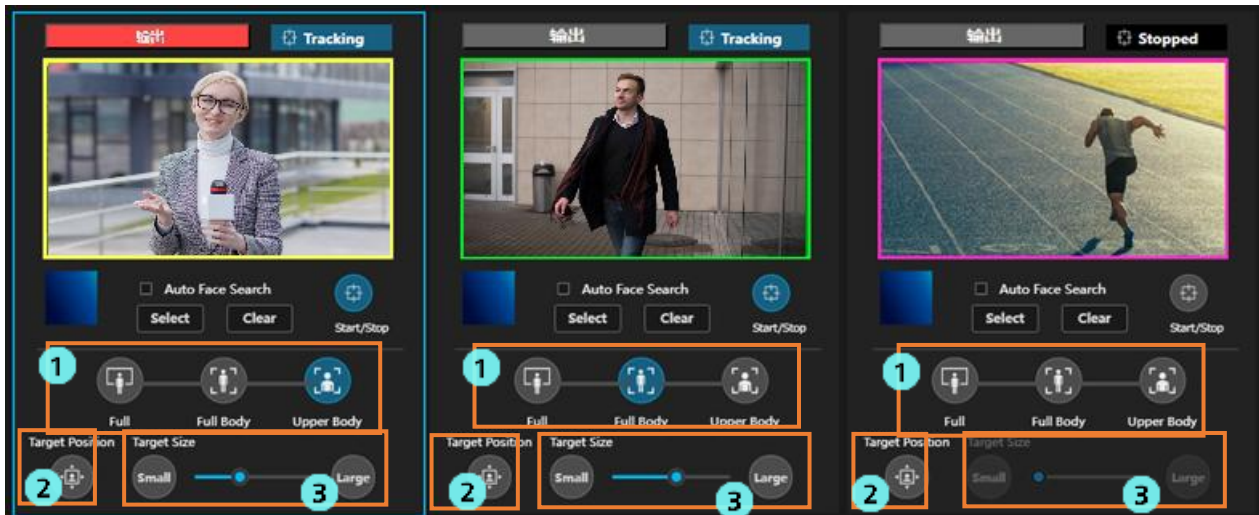 输出 Tracking
输出 Tracking
输出 Stopped
Auto Face Search
Select Clear
Start/Stop
Auto Face Search
Select Clear
Start/Stop
Auto Face Search
Select Clear
Start/Stop
1
Full Full Body Upper Body
1
Full Full Body Upper Body
1
Full Full Body Upper Body
Target Position Target Size
2 Small Large 3
Target Position Target Size
2 Small Large 3
Target Position Target Size
2 Small Large 3